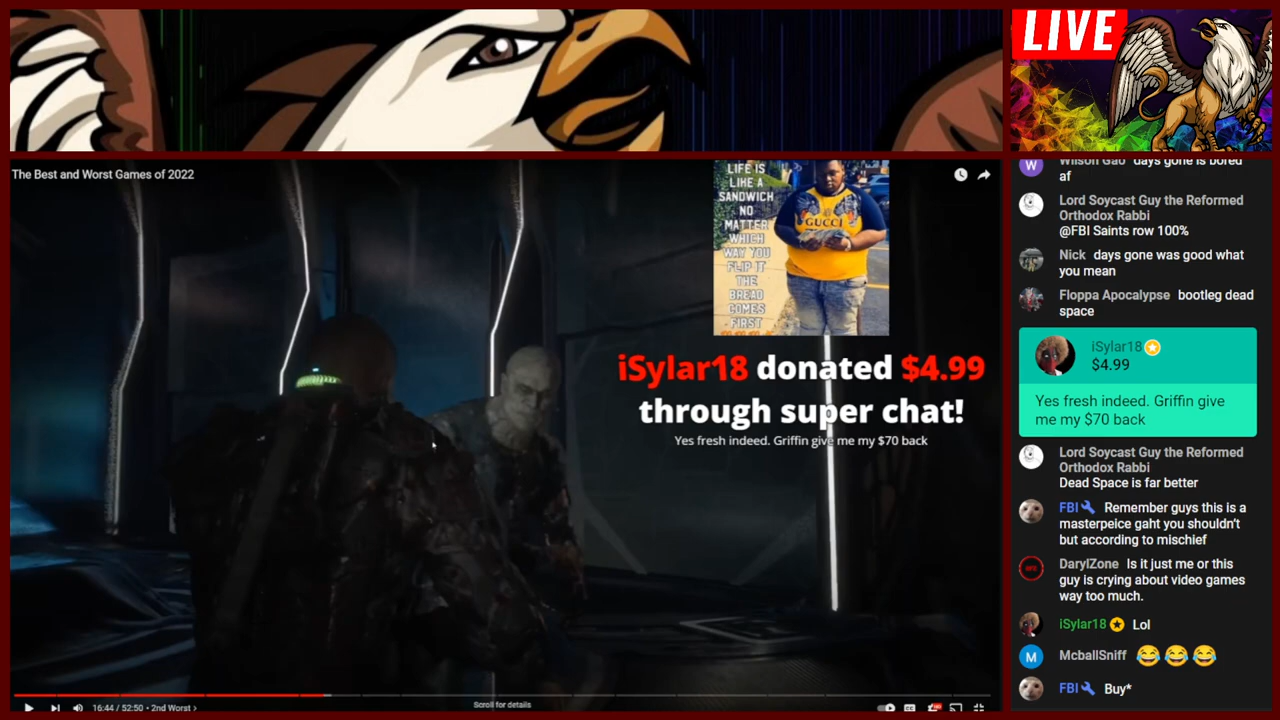 LIVE
The Best and Worst Games of 2022
LIFE IS
LIKE A
SANDWICH
NO
MATTER
WHICH
WAY YOU
FLIP IT
THE
BREAD
COMES
FIRST
GUCCI
iSylar18 donated $4.99
through super chat!
Yes fresh indeed. Griffin give me my $70 back
16:44 / 52:50 • 2nd Worst >
Scroll for details
W Wilson Gao days gone is bored
af
Lord Soycast Guy the Reformed
Orthodox Rabbi
@FBI Saints row 100%
Nick days gone was good what
you mean
Floppa Apocalypse bootleg dead
space
iSylar18
$4.99
Yes fresh indeed. Griffin give
me my $70 back
Lord Soycast Guy the Reformed
Orthodox Rabbi
Dead Space is far better
FBI Remember guys this is a
masterpeice gaht you shouldn't
but according to mischief
DarylZone Is it just me or this
guy is crying about video games
way too much.
iSylar18 Lol
M McballSniff 😂😂😂
FBI Buy*